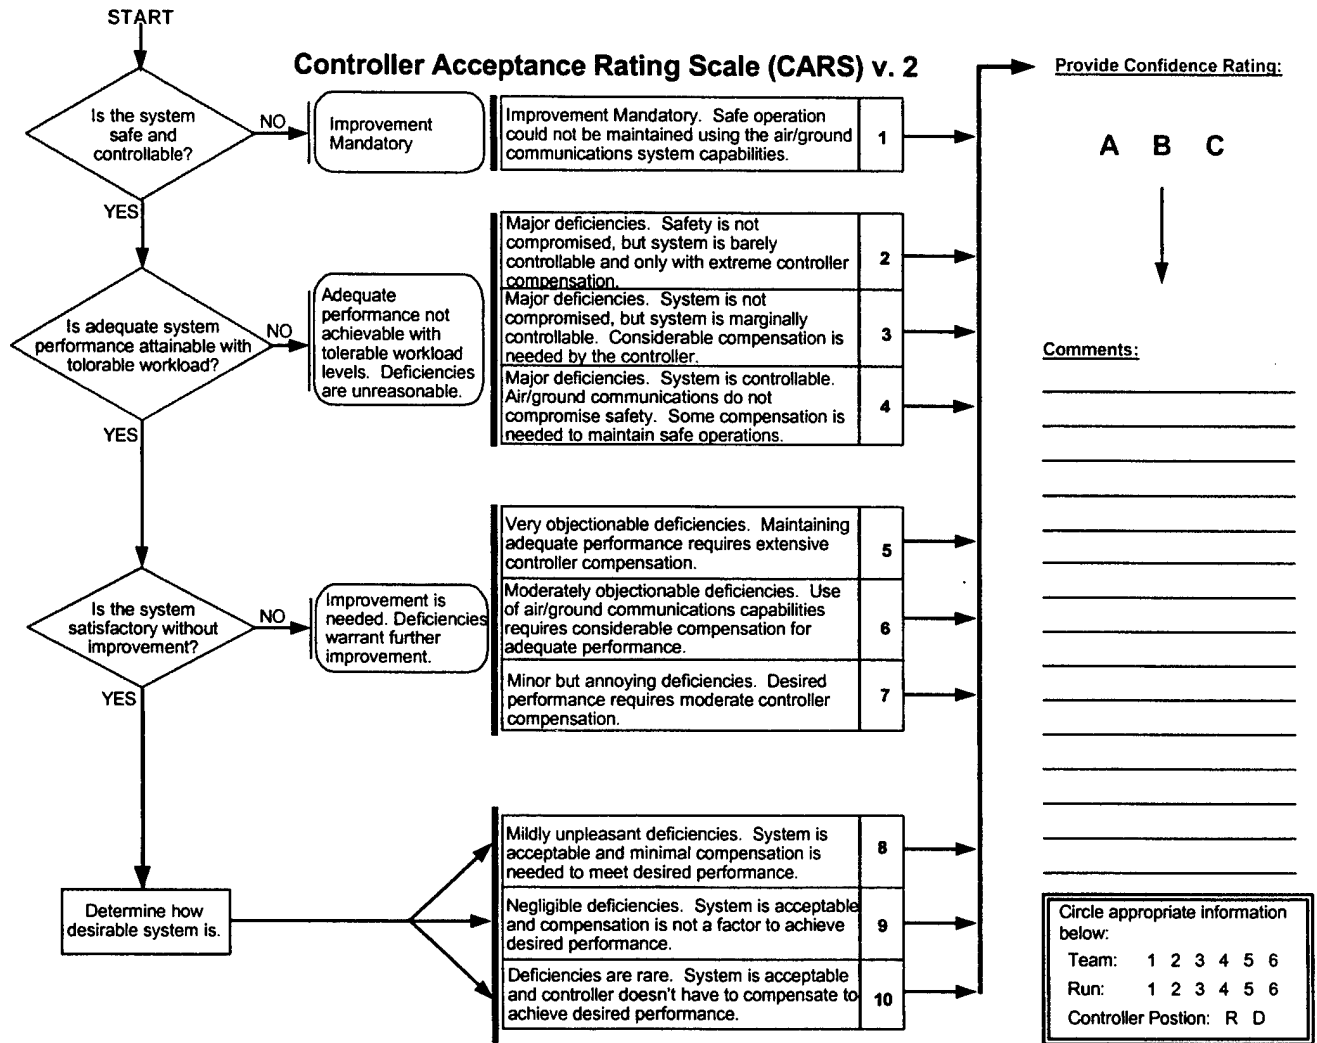 START
Controller Acceptance Rating Scale (CARS) v. 2
Is the system
safe and
controllable?
NO
Improvement
Mandatory
Improvement Mandatory. Safe operation
could not be maintained using the air/ground
communications system capabilities.
1
YES
Is adequate system
performance attainable with
tolorable workload?
NO
Adequate
performance not
achievable with
tolerable workload
levels. Deficiencies
are unreasonable.
Major deficiencies. Safety is not
compromised, but system is barely
controllable and only with extreme controller
compensation.
2
Major deficiencies. System is not
compromised, but system is marginally
controllable. Considerable compensation is
needed by the controller.
3
Major deficiencies. System is controllable.
Air/ground communications do not
compromise safety. Some compensation is
needed to maintain safe operations.
4
YES
Is the system
satisfactory without
improvement?
NO
Improvement is
needed. Deficiencies
warrant further
improvement.
Very objectionable deficiencies. Maintaining
adequate performance requires extensive
controller compensation.
5
Moderately objectionable deficiencies. Use
of air/ground communications capabilities
requires considerable compensation for
adequate performance.
6
Minor but annoying deficiencies. Desired
performance requires moderate controller
compensation.
7
YES
Determine how
desirable system is.
Mildly unpleasant deficiencies. System is
acceptable and minimal compensation is
needed to meet desired performance.
8
Negligible deficiencies. System is acceptable
and compensation is not a factor to achieve
desired performance.
9
Deficiencies are rare. System is acceptable
and controller doesn't have to compensate to
achieve desired performance.
10
Provide Confidence Rating:
A B C
Comments:
Circle appropriate information
below:
Team: 1 2 3 4 5 6
Run: 1 2 3 4 5 6
Controller Postion: R D